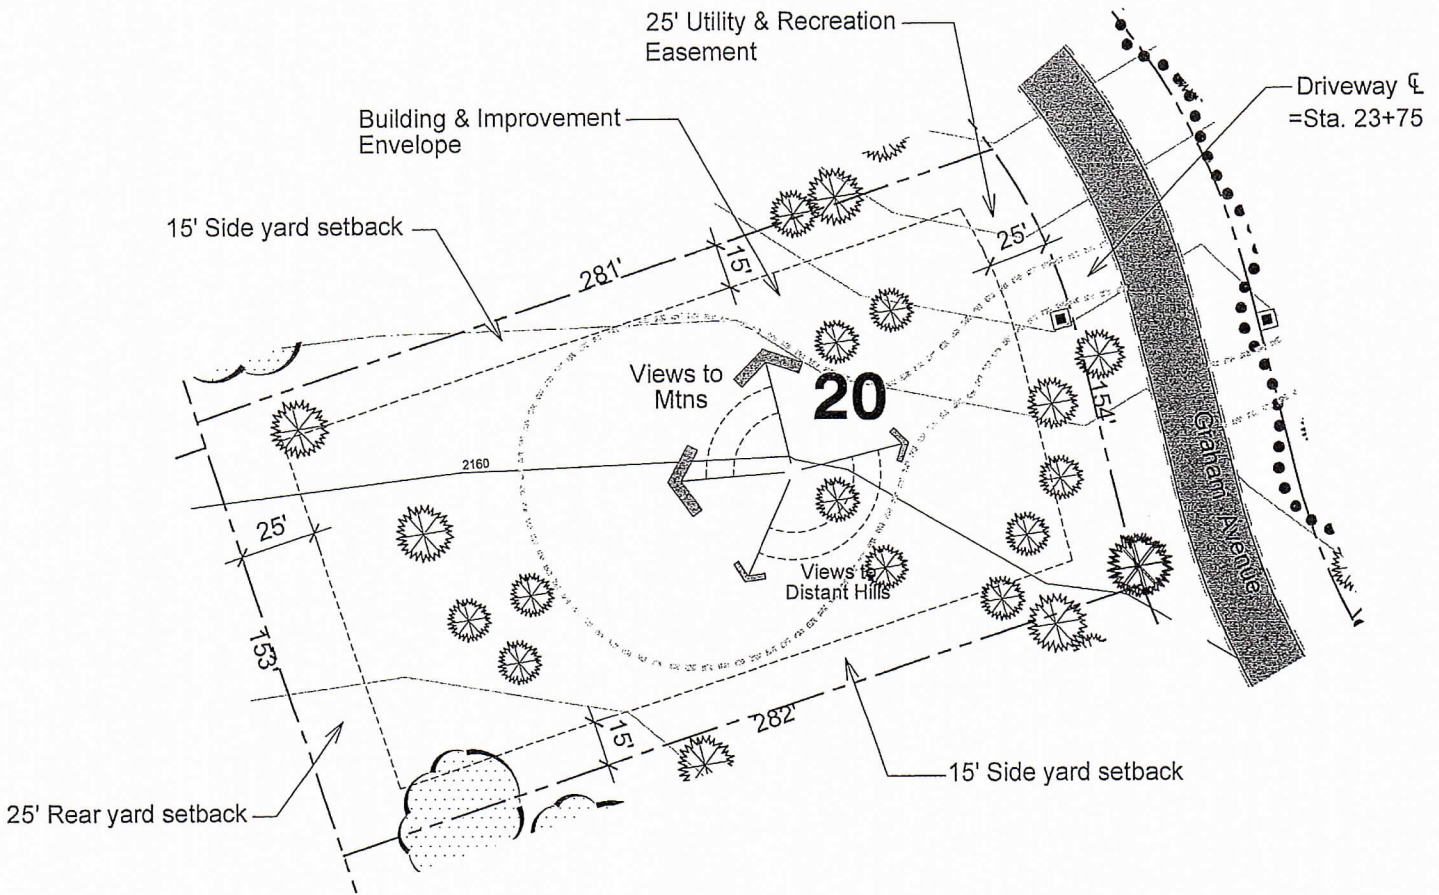 25' Utility & Recreation
Easement
Driveway ℄
=Sta. 23+75
Building & Improvement
Envelope
15' Side yard setback
281'
15'
25'
Views to
Mtns
20
154'
Graham Avenue
2160
25'
Views to
Distant Hills
153'
282'
15'
15' Side yard setback
25' Rear yard setback